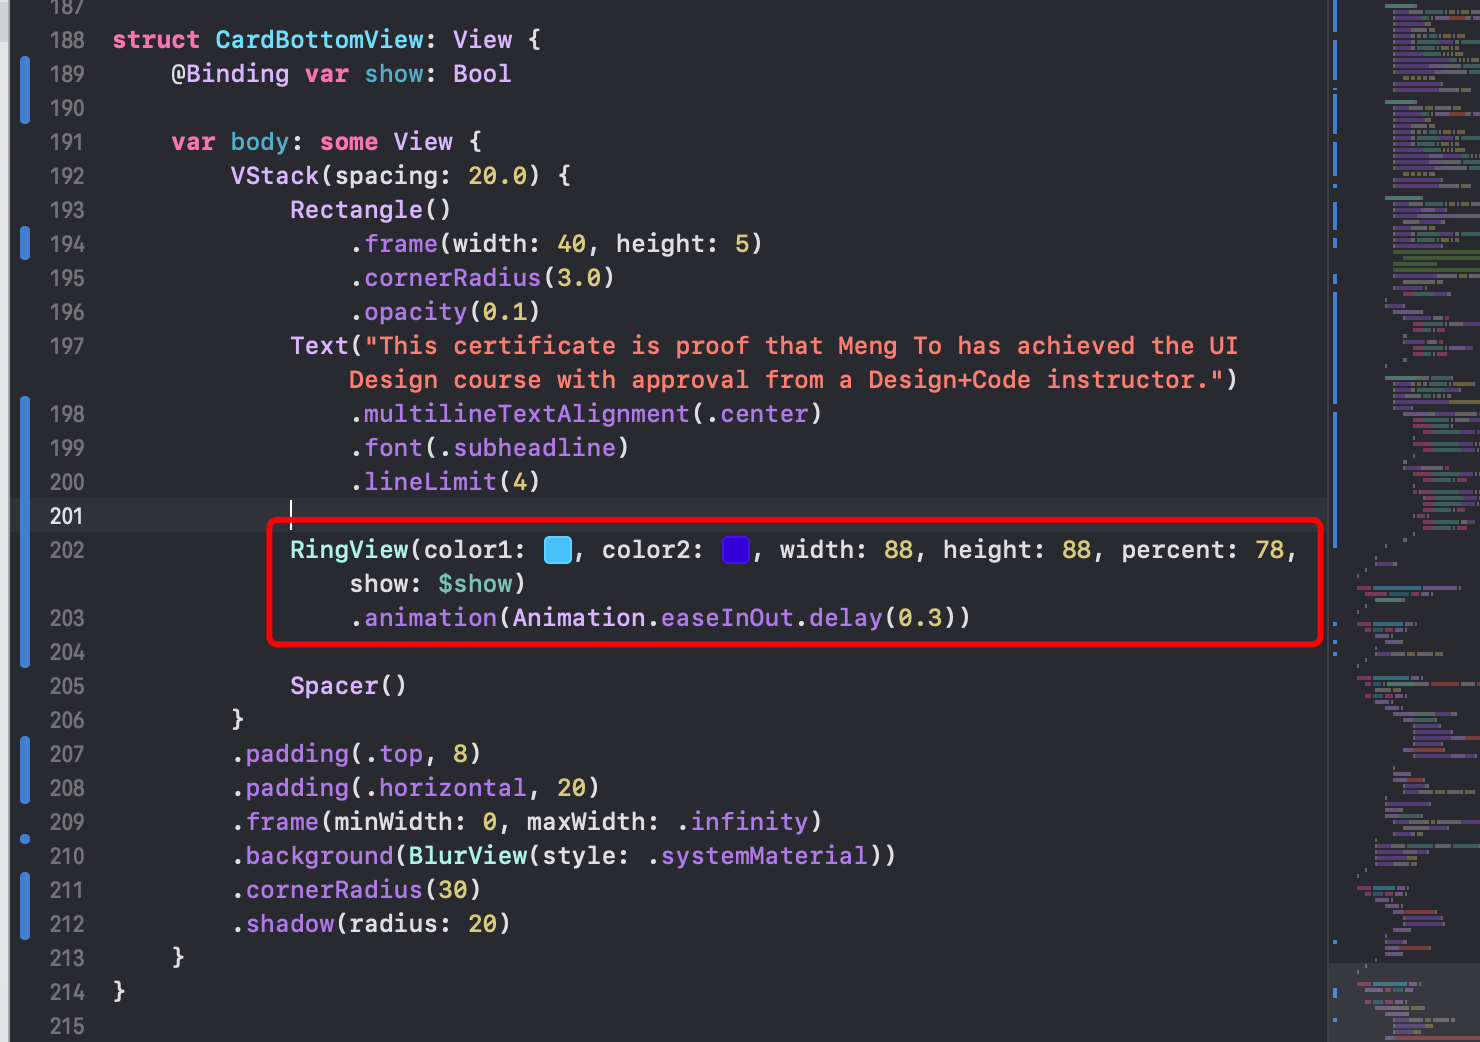 187
188 struct CardBottomView: View {
189 @Binding var show: Bool
190
191 var body: some View {
192 VStack(spacing: 20.0) {
193 Rectangle()
194 .frame(width: 40, height: 5)
195 .cornerRadius(3.0)
196 .opacity(0.1)
197 Text("This certificate is proof that Meng To has achieved the UI
Design course with approval from a Design+Code instructor.")
198 .multilineTextAlignment(.center)
199 .font(.subheadline)
200 .lineLimit(4)
201
202 RingView(color1: , color2: , width: 88, height: 88, percent: 78,
show: $show)
203 .animation(Animation.easeInOut.delay(0.3))
204
205 Spacer()
206 }
207 .padding(.top, 8)
208 .padding(.horizontal, 20)
209 .frame(minWidth: 0, maxWidth: .infinity)
210 .background(BlurView(style: .systemMaterial))
211 .cornerRadius(30)
212 .shadow(radius: 20)
213 }
214 }
215